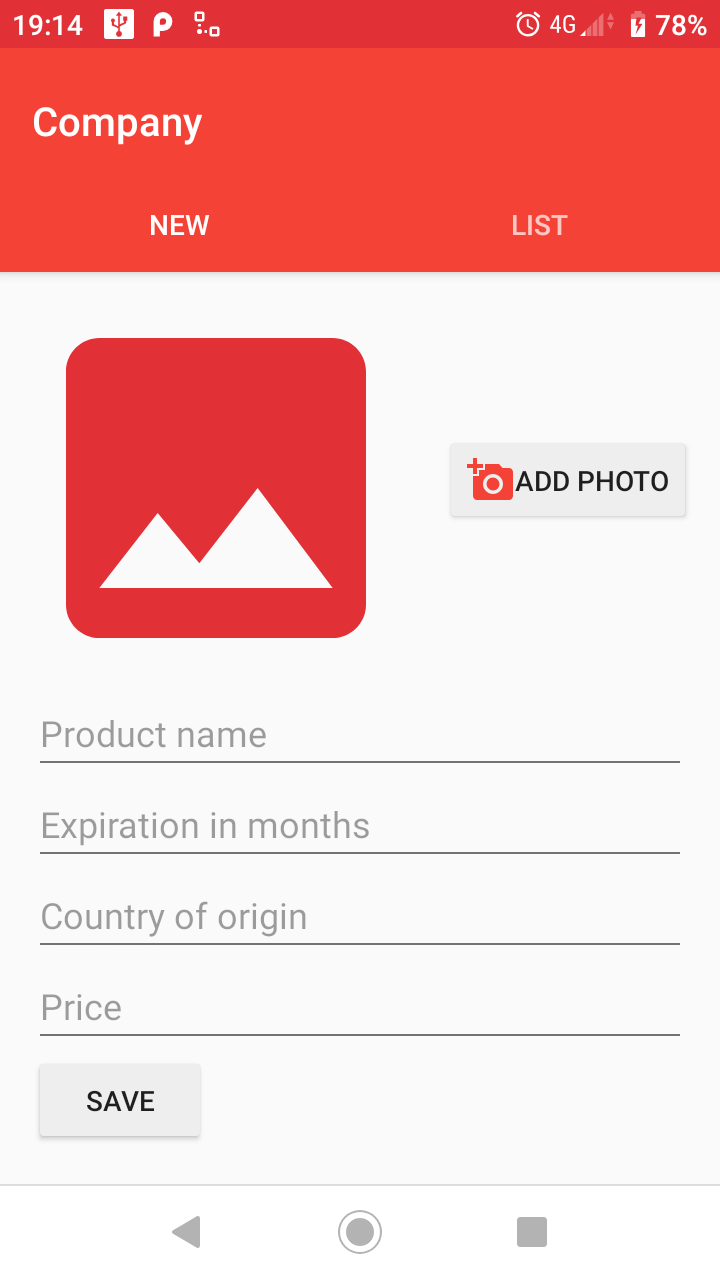 19:14 4G 78%
Company
NEW LIST
ADD PHOTO
Product name
Expiration in months
Country of origin
Price
SAVE